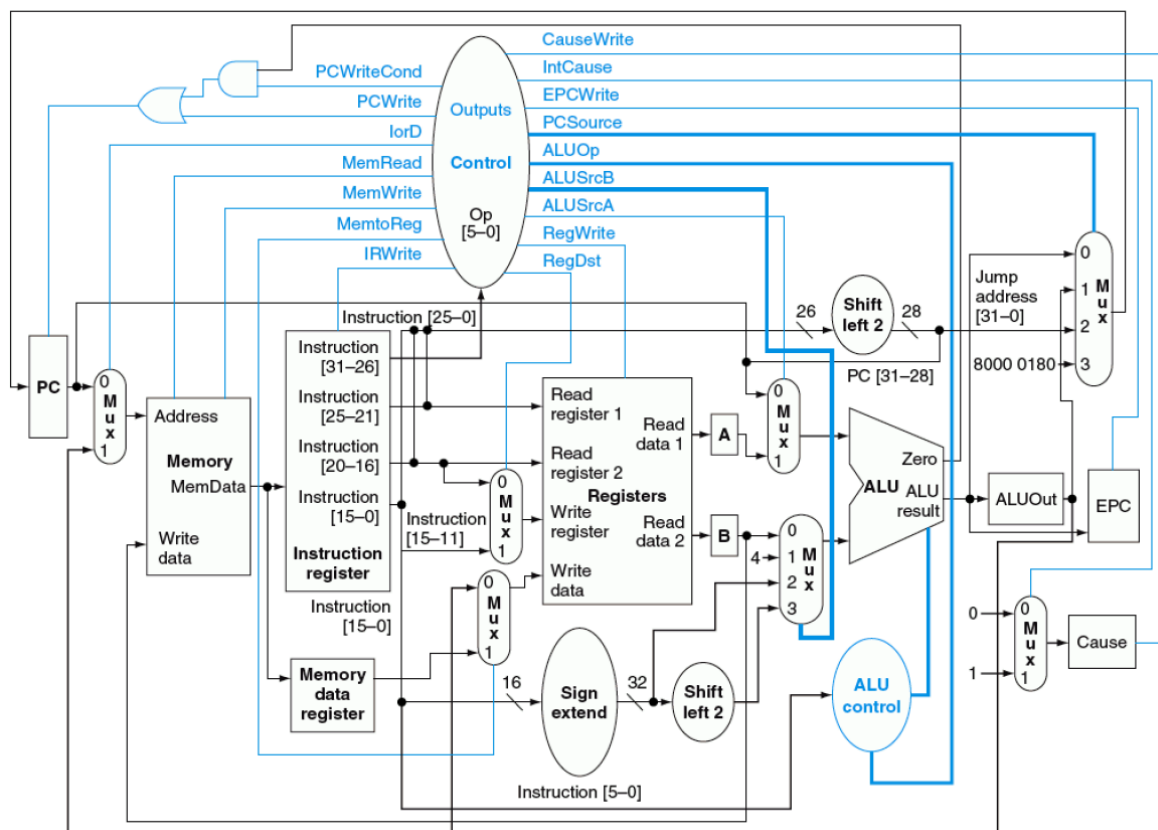 CauseWrite
IntCause
EPCWrite
PCSource
ALUOp
ALUSrcB
ALUSrcA
RegWrite
RegDst
PCWriteCond
PCWrite
IorD
MemRead
MemWrite
MemtoReg
IRWrite
Outputs
Control
Op
[5–0]
PC
0
Mux
1
Address
Memory
MemData
Write
data
Instruction [25–0]
Instruction
[31–26]
Instruction
[25–21]
Instruction
[20–16]
Instruction
[15–0]
Instruction
register
Instruction
[15–0]
Memory
data
register
Instruction
[15–11]
0
Mux
1
0
Mux
1
Read
register 1
Read
register 2
Registers
Write
register
Write
data
Read
data 1
Read
data 2
A
B
16
Sign
extend
32
Shift
left 2
Instruction [5–0]
26
Shift
left 2
28
PC [31–28]
0
Mux
1
0
4
1
Mux
2
3
Zero
ALU
ALU
result
ALUOut
ALU
control
Jump
address
[31–0]
8000 0180
0
1
Mux
2
3
EPC
0
1
0
Mux
1
Cause